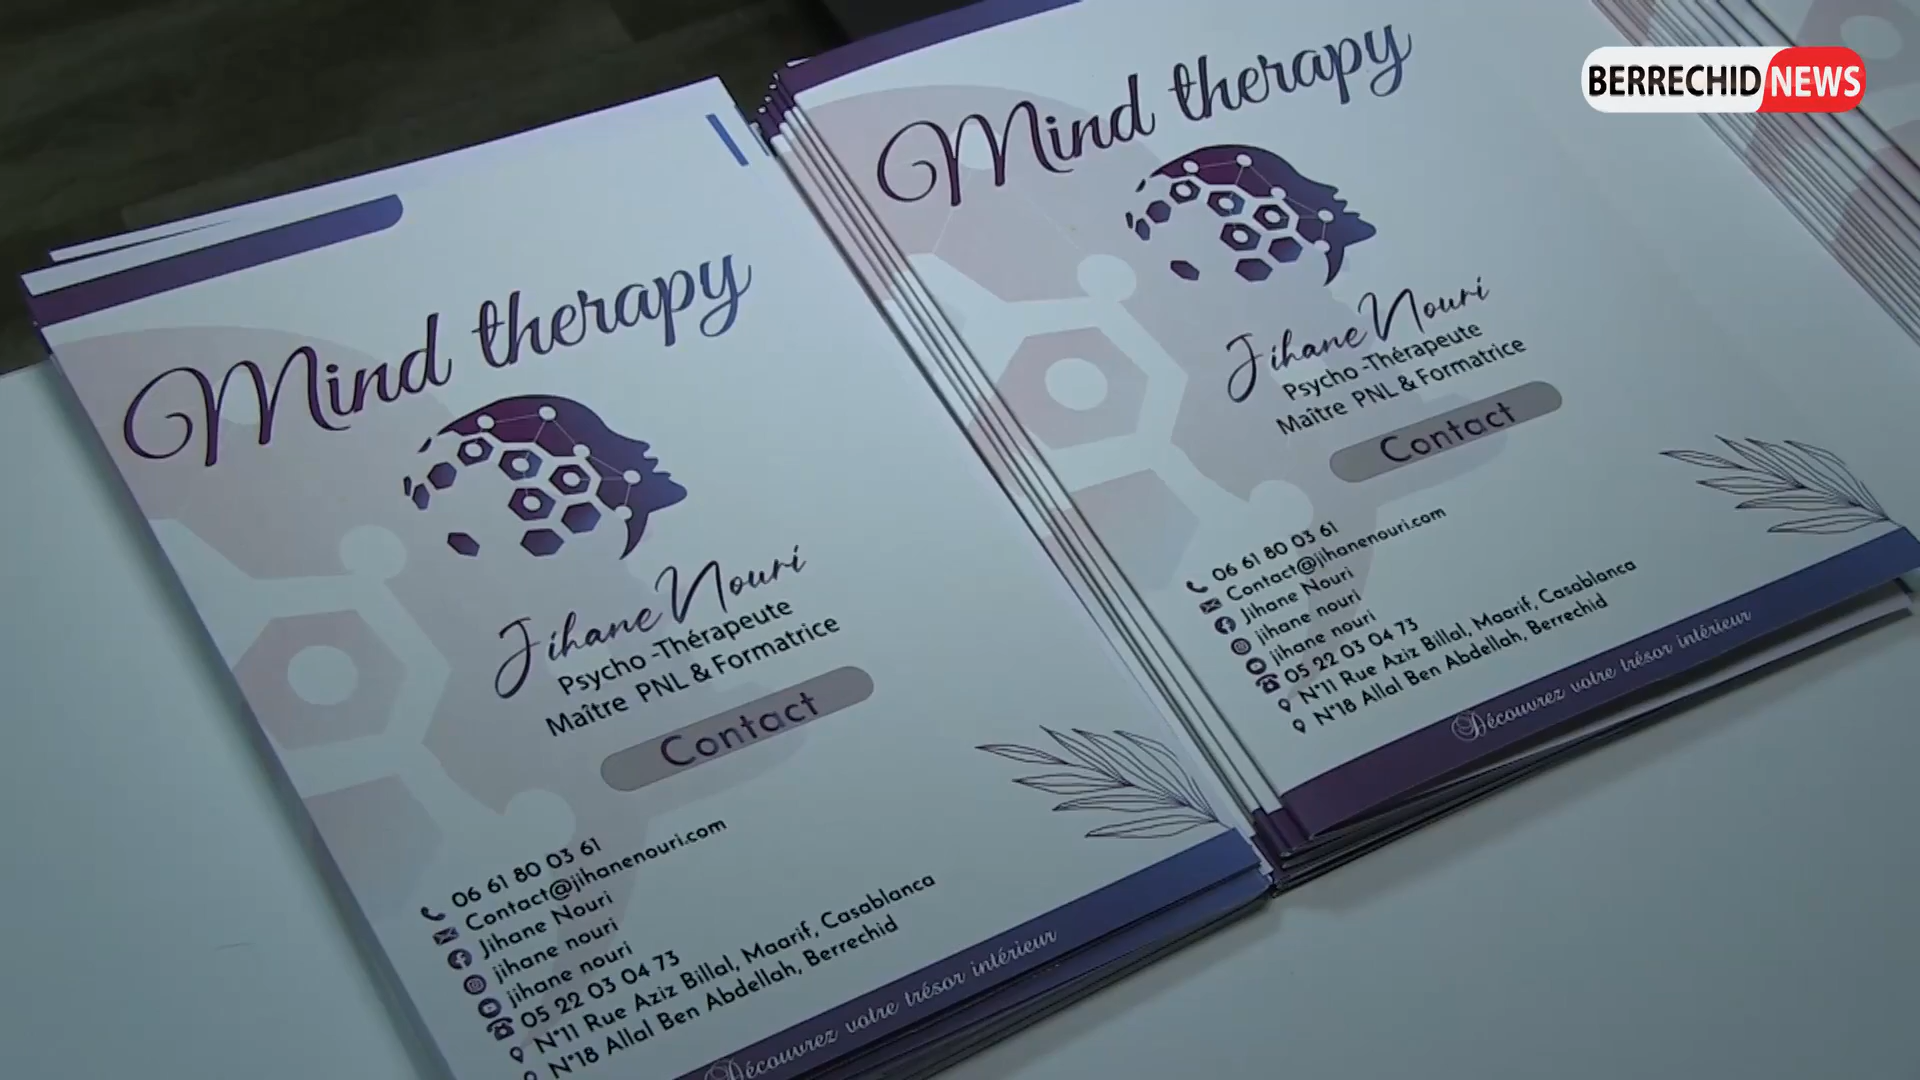 BERRECHID NEWS
Mind therapy
Jihane Nouri
Psycho -Thérapeute
Maître PNL & Formatrice
Contact
06 61 80 03 61
Contact@jihanenouri.com
Jihane Nouri
jihane nouri
jihane nouri
05 22 03 04 73
N°11 Rue Aziz Billal, Maarif, Casablanca
N°18 Allal Ben Abdellah, Berrechid
Découvrez votre trésor intérieur
Mind therapy
Jihane Nouri
Psycho -Thérapeute
Maître PNL & Formatrice
Contact
06 61 80 03 61
Contact@jihanenouri.com
Jihane Nouri
jihane nouri
jihane nouri
05 22 03 04 73
N°11 Rue Aziz Billal, Maarif, Casablanca
N°18 Allal Ben Abdellah, Berrechid
Découvrez votre trésor intérieur